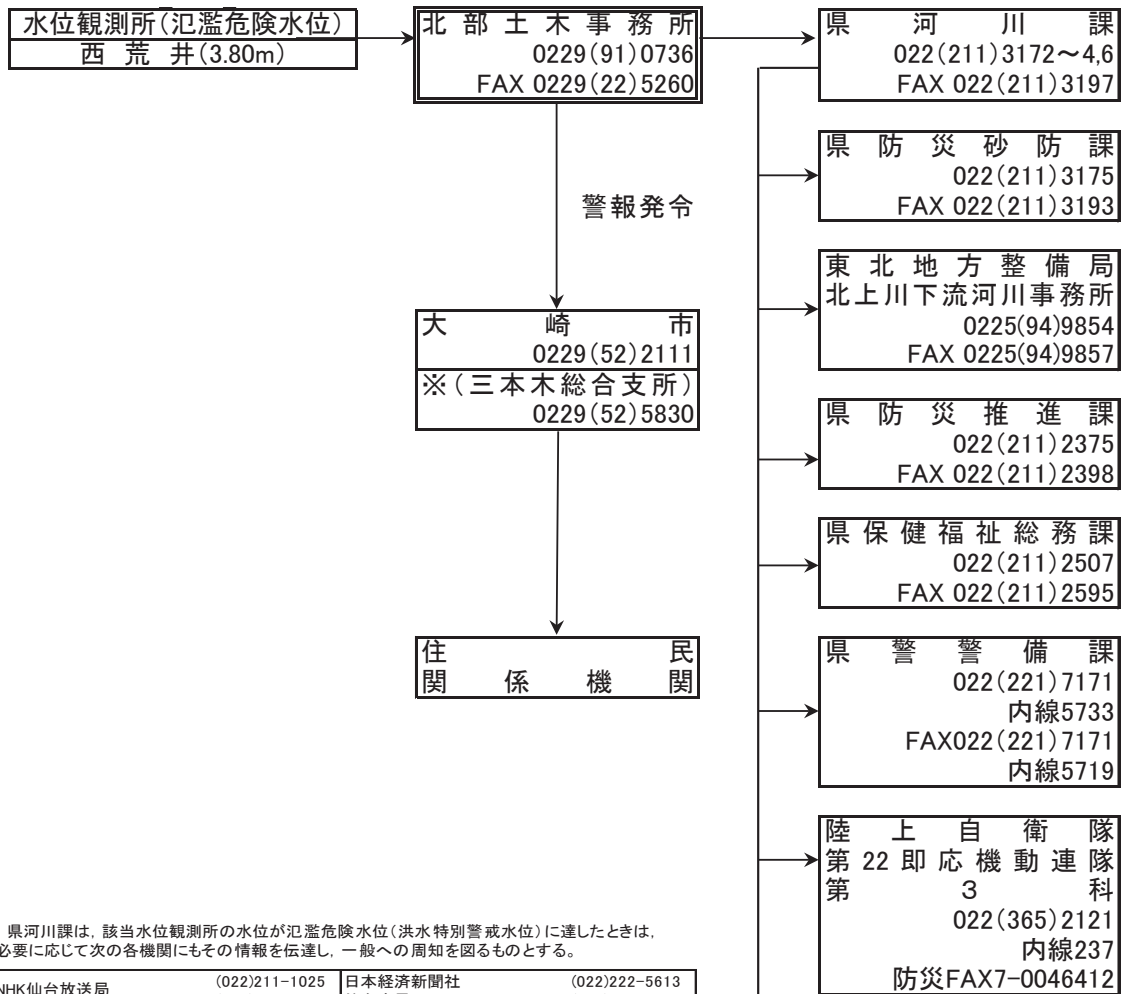 水位観測所(氾濫危険水位)
西荒井(3.80m)
北部土木事務所
0229(91)0736
FAX 0229(22)5260
警報発令
大崎市
0229(52)2111
※(三本木総合支所)
0229(52)5830
住民
関係機関
県河川課
022(211)3172～4,6
FAX 022(211)3197
県防災砂防課
022(211)3175
FAX 022(211)3193
東北地方整備局
北上川下流河川事務所
0225(94)9854
FAX 0225(94)9857
県防災推進課
022(211)2375
FAX 022(211)2398
県保健福祉総務課
022(211)2507
FAX 022(211)2595
県警警備課
022(221)7171
内線5733
FAX022(221)7171
内線5719
陸上自衛隊
第22即応機動連隊
第3科
022(365)2121
内線237
防災FAX7-0046412
県河川課は，該当水位観測所の水位が氾濫危険水位(洪水特別警戒水位)に達したときは，
必要に応じて次の各機関にもその情報を伝達し，一般への周知を図るものとする。
NHK仙台放送局 (022)211-1025 日本経済新聞社 (022)222-5613